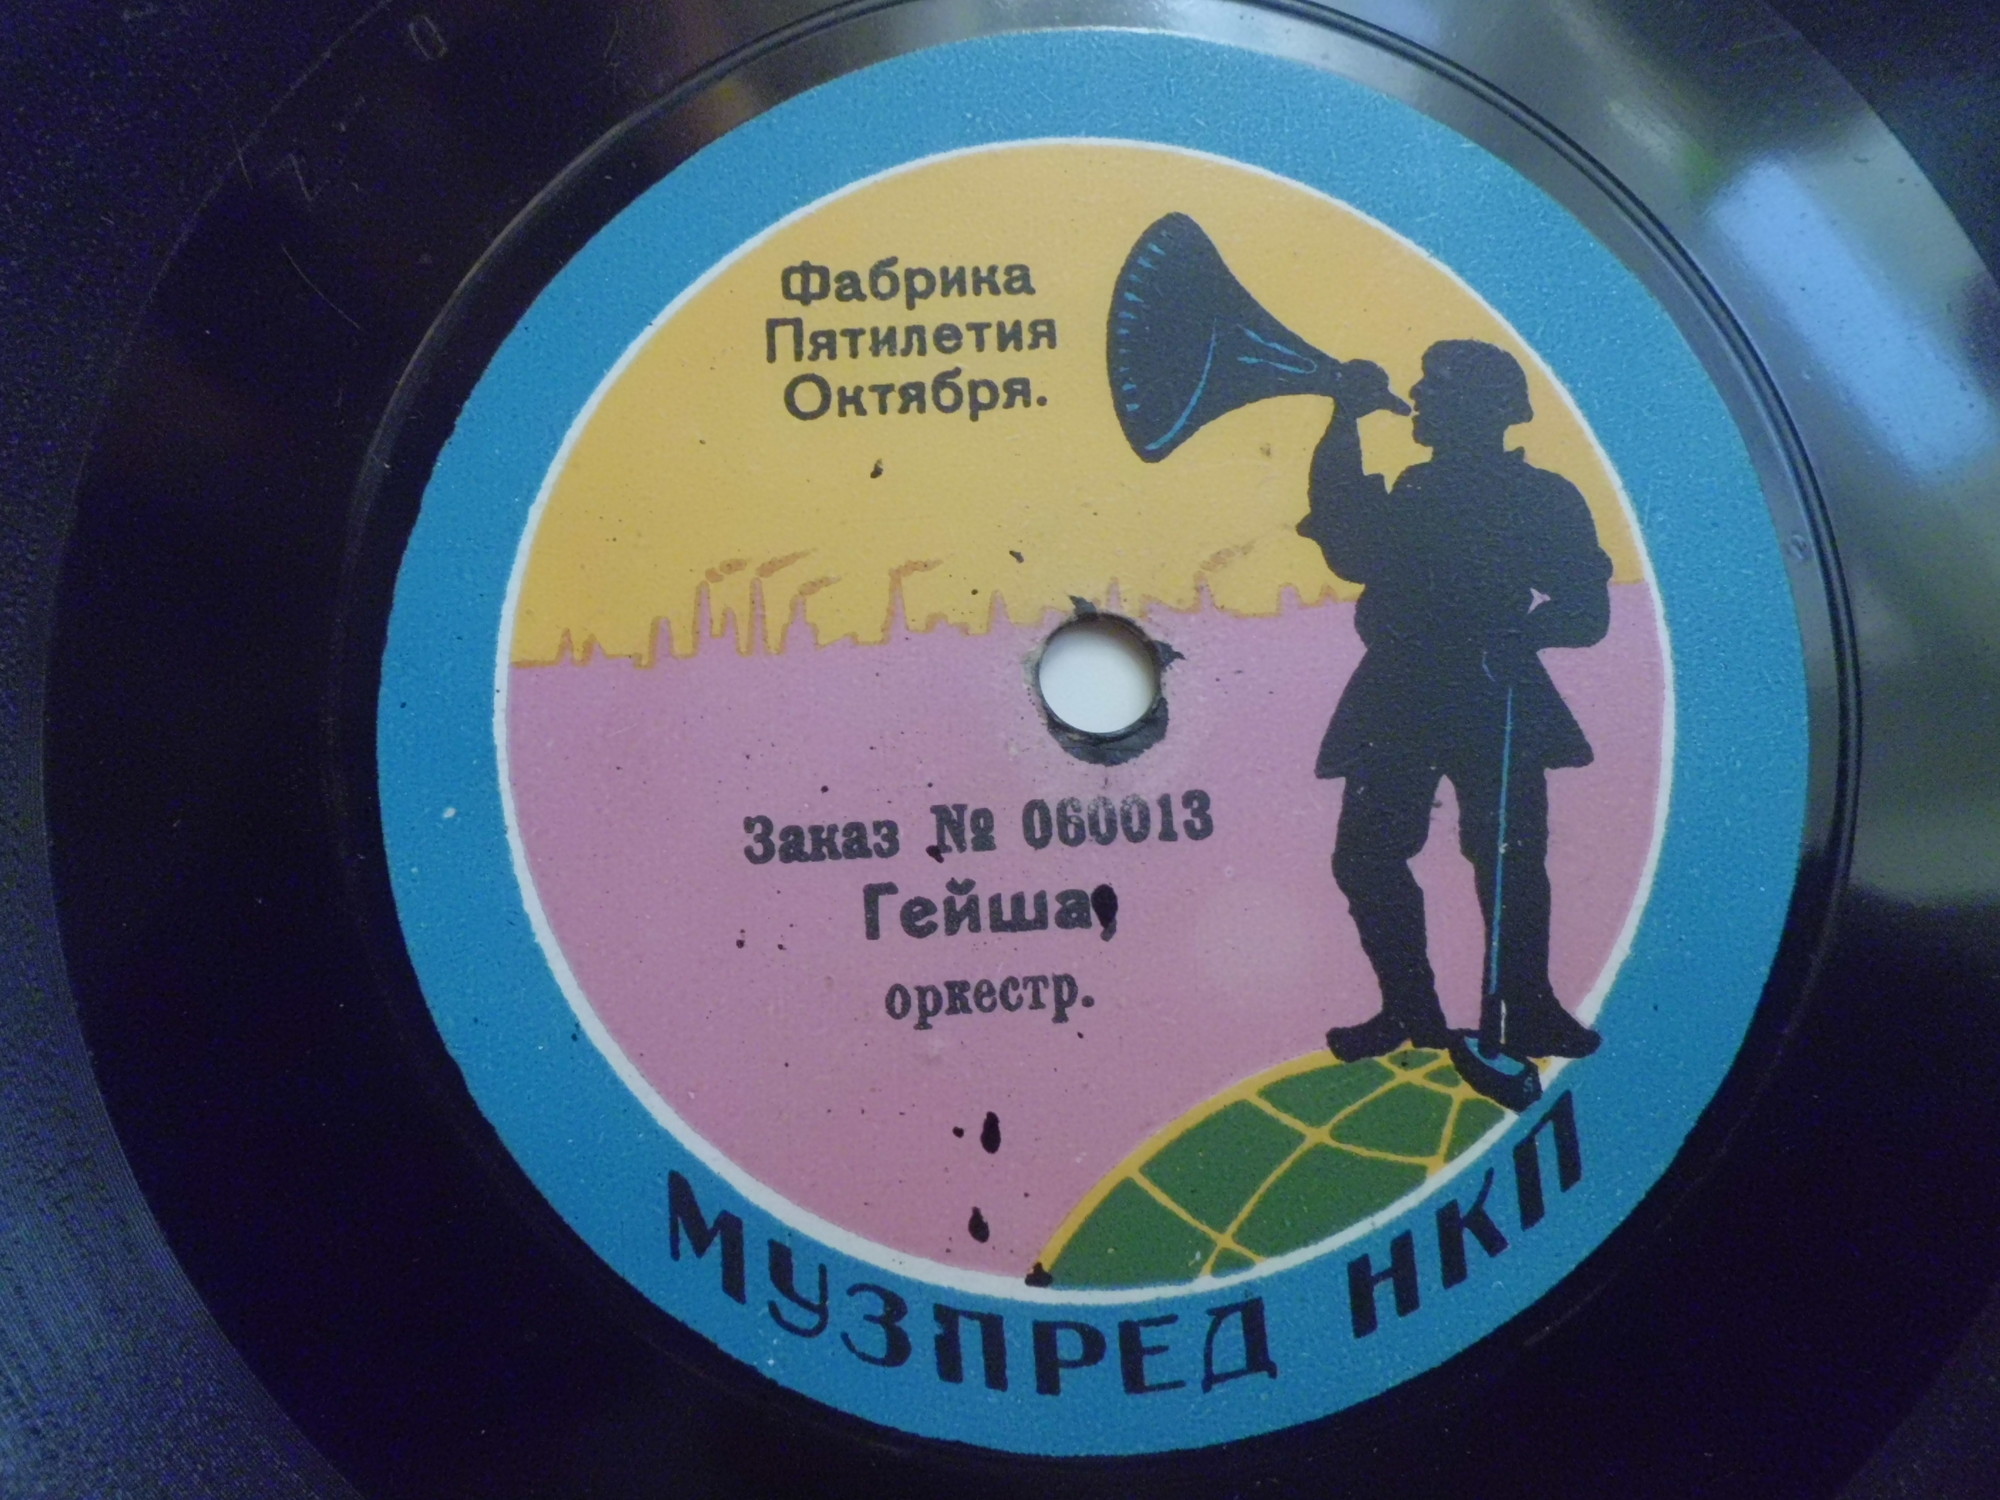 Фабрика
Пятилетия
Октября.
Заказ № 060013
Гейша,
оркестр.
МУЗПРЕД НКП